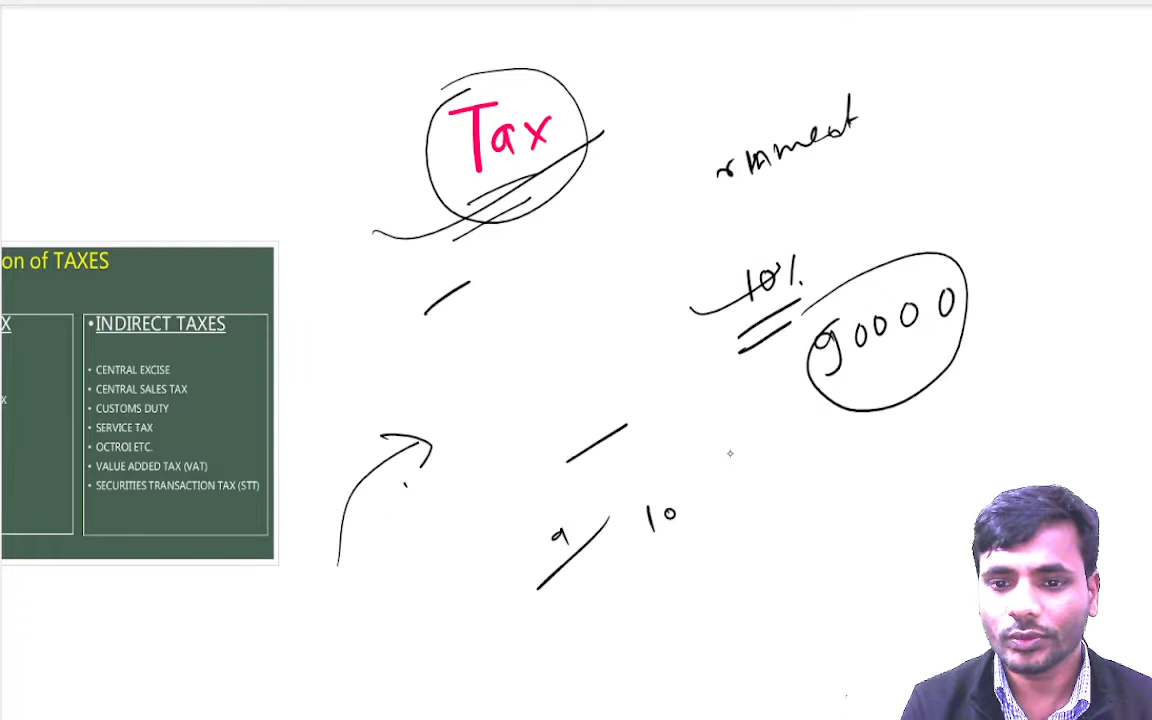 Tax
rnment
10%
90000
on of TAXES
X
•INDIRECT TAXES
• CENTRAL EXCISE
• CENTRAL SALES TAX
X
• CUSTOMS DUTY
• SERVICE TAX
• OCTROI ETC.
• VALUE ADDED TAX (VAT)
• SECURITIES TRANSACTION TAX (STT)
10